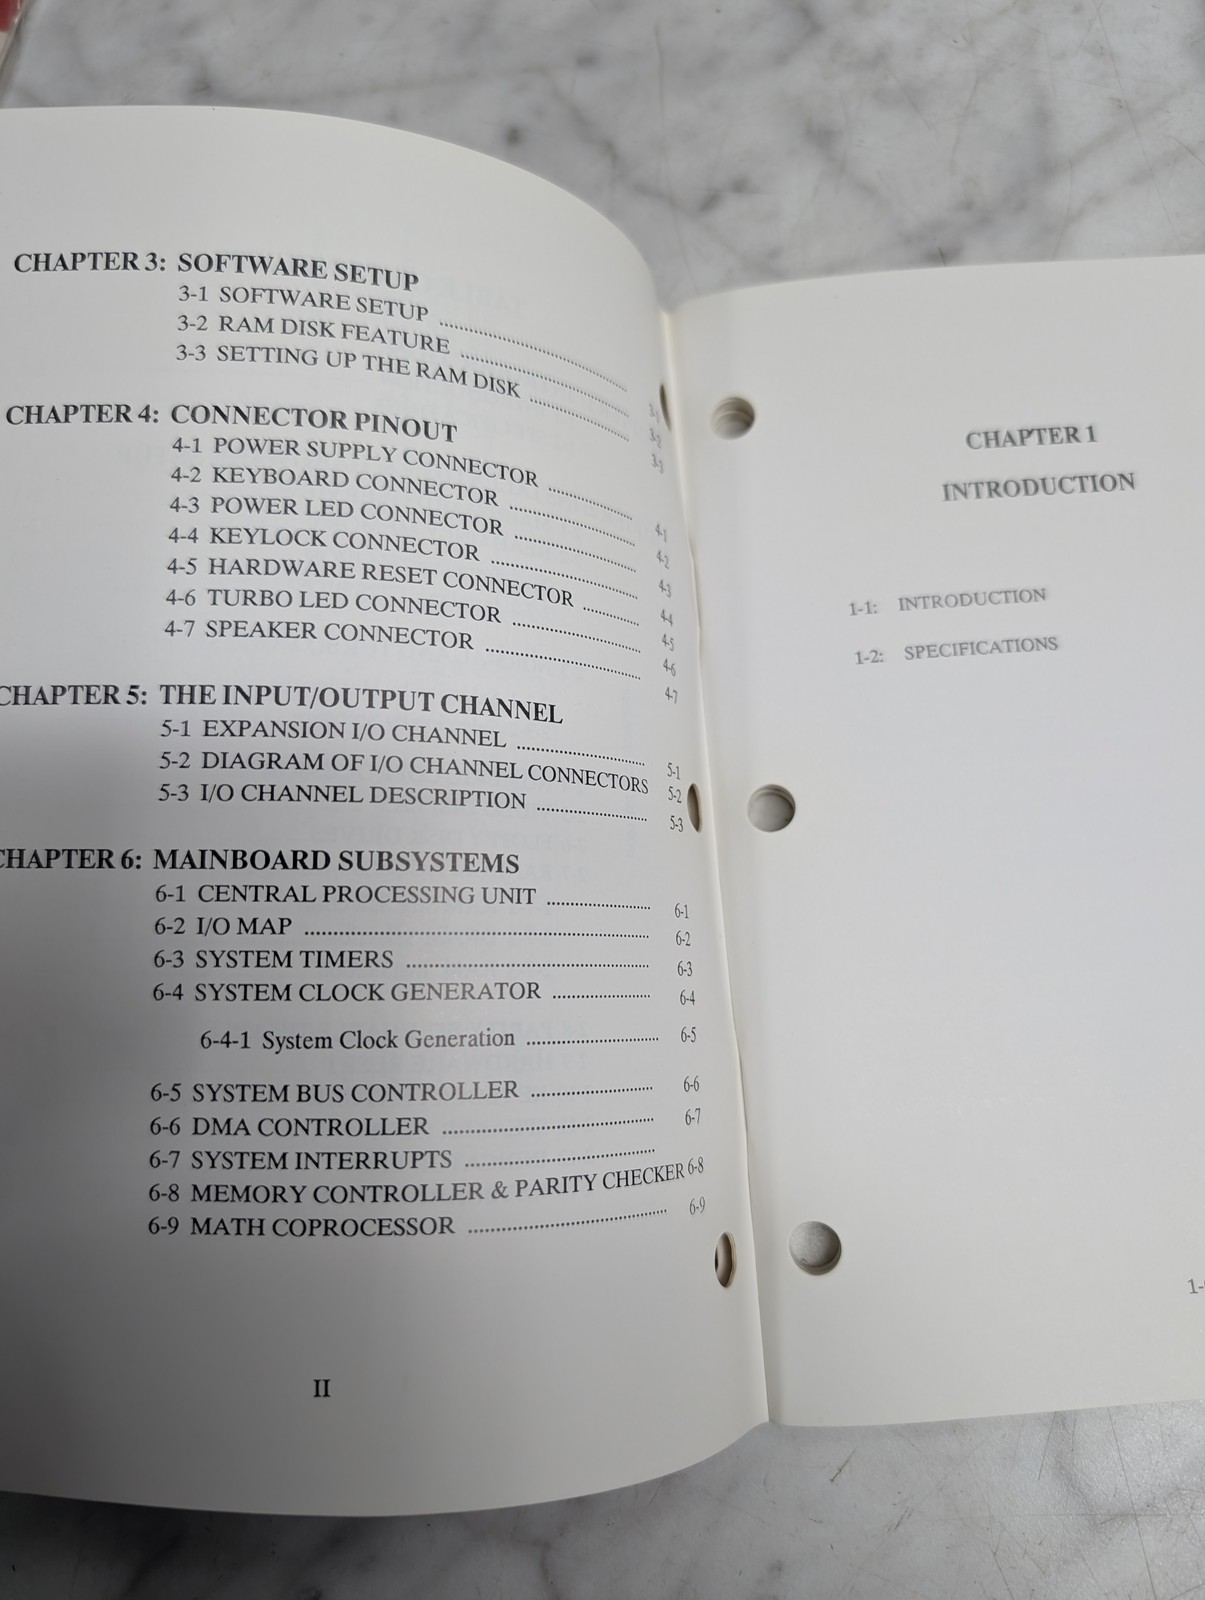 CHAPTER 3: SOFTWARE SETUP
3-1 SOFTWARE SETUP ........................ 3-1
3-2 RAM DISK FEATURE ........................ 3-2
3-3 SETTING UP THE RAM DISK ............ 3-3
CHAPTER 4: CONNECTOR PINOUT
4-1 POWER SUPPLY CONNECTOR ............ 4-1
4-2 KEYBOARD CONNECTOR ................ 4-2
4-3 POWER LED CONNECTOR ................ 4-3
4-4 KEYLOCK CONNECTOR .................. 4-4
4-5 HARDWARE RESET CONNECTOR ........ 4-5
4-6 TURBO LED CONNECTOR ................ 4-6
4-7 SPEAKER CONNECTOR .................. 4-7
CHAPTER 5: THE INPUT/OUTPUT CHANNEL
5-1 EXPANSION I/O CHANNEL ................ 5-1
5-2 DIAGRAM OF I/O CHANNEL CONNECTORS 5-2
5-3 I/O CHANNEL DESCRIPTION .............. 5-3
CHAPTER 6: MAINBOARD SUBSYSTEMS
6-1 CENTRAL PROCESSING UNIT .............. 6-1
6-2 I/O MAP .................................... 6-2
6-3 SYSTEM TIMERS .......................... 6-3
6-4 SYSTEM CLOCK GENERATOR ............ 6-4
6-4-1 System Clock Generation .............. 6-5
6-5 SYSTEM BUS CONTROLLER .............. 6-6
6-6 DMA CONTROLLER ...................... 6-7
6-7 SYSTEM INTERRUPTS ....................
6-8 MEMORY CONTROLLER & PARITY CHECKER 6-8
6-9 MATH COPROCESSOR .................... 6-9
II
CHAPTER 1
INTRODUCTION
1-1: INTRODUCTION
1-2: SPECIFICATIONS